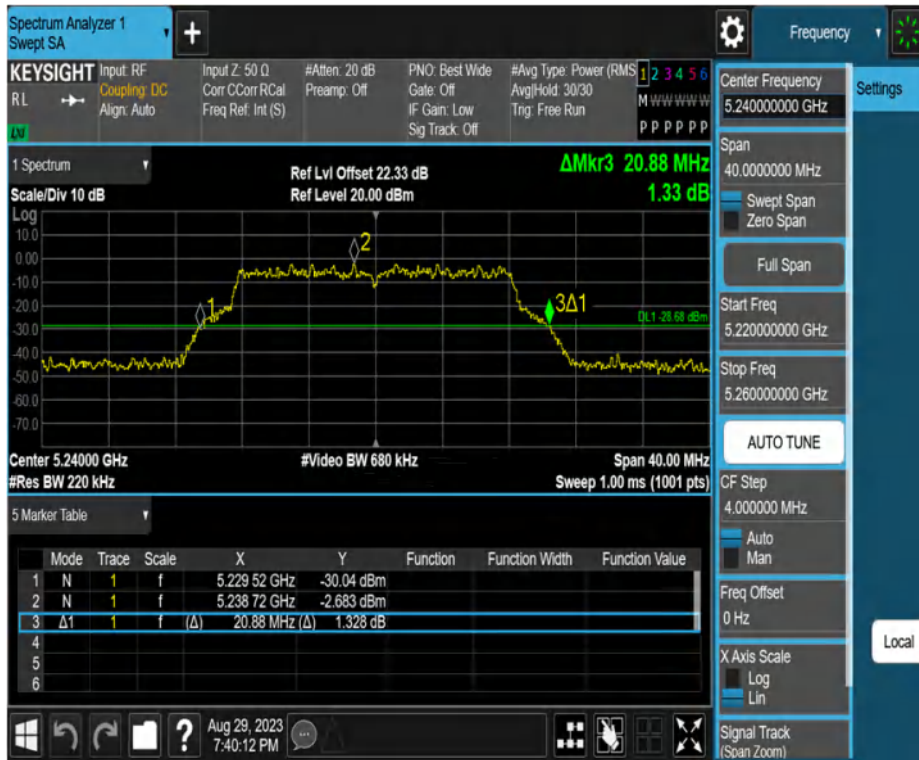 Spectrum Analyzer 1
Swept SA
+
Frequency
KEYSIGHT
RL
LXI
Input: RF
Coupling: DC
Align: Auto
Input Z: 50 Ω
Corr CCorr RCal
Freq Ref: Int (S)
#Atten: 20 dB
Preamp: Off
PNO: Best Wide
Gate: Off
IF Gain: Low
Sig Track: Off
#Avg Type: Power (RMS
Avg|Hold: 30/30
Trig: Free Run
1 2 3 4 5 6
M W W W W W
P P P P P P
1 Spectrum
Scale/Div 10 dB
Ref Lvl Offset 22.33 dB
Ref Level 20.00 dBm
ΔMkr3 20.88 MHz
1.33 dB
Log
10.0
0.00
-10.0
-20.0
-30.0
-40.0
-50.0
-60.0
-70.0
1
2
3Δ1
DL1 -28.68 dBm
Center 5.24000 GHz
#Res BW 220 kHz
#Video BW 680 kHz
Span 40.00 MHz
Sweep 1.00 ms (1001 pts)
5 Marker Table
Mode Trace Scale X Y Function Function Width Function Value
1 N 1 f 5.229 52 GHz -30.04 dBm
2 N 1 f 5.238 72 GHz -2.683 dBm
3 Δ1 1 f (Δ) 20.88 MHz (Δ) 1.328 dB
4
5
6
?
Aug 29, 2023
7:40:12 PM
Center Frequency
5.240000000 GHz
Span
40.0000000 MHz
Swept Span
Zero Span
Full Span
Start Freq
5.220000000 GHz
Stop Freq
5.260000000 GHz
AUTO TUNE
CF Step
4.000000 MHz
Auto
Man
Freq Offset
0 Hz
X Axis Scale
Log
Lin
Signal Track
(Span Zoom)
Settings
Local